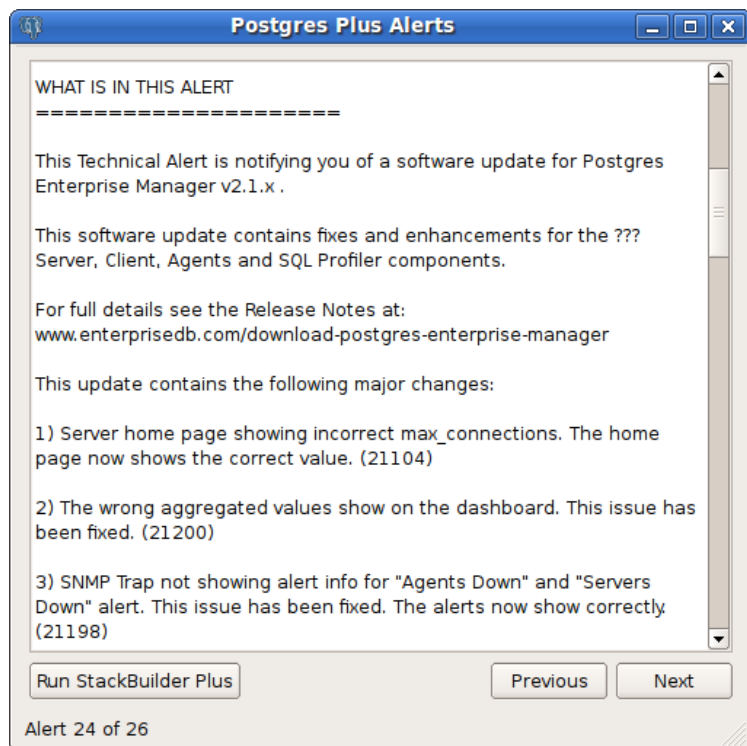 Postgres Plus Alerts
WHAT IS IN THIS ALERT
=====================
This Technical Alert is notifying you of a software update for Postgres
Enterprise Manager v2.1.x .
This software update contains fixes and enhancements for the ???
Server, Client, Agents and SQL Profiler components.
For full details see the Release Notes at:
www.enterprisedb.com/download-postgres-enterprise-manager
This update contains the following major changes:
1) Server home page showing incorrect max_connections. The home
page now shows the correct value. (21104)
2) The wrong aggregated values show on the dashboard. This issue has
been fixed. (21200)
3) SNMP Trap not showing alert info for "Agents Down" and "Servers
Down" alert. This issue has been fixed. The alerts now show correctly.
(21198)
Run StackBuilder Plus Previous Next
Alert 24 of 26